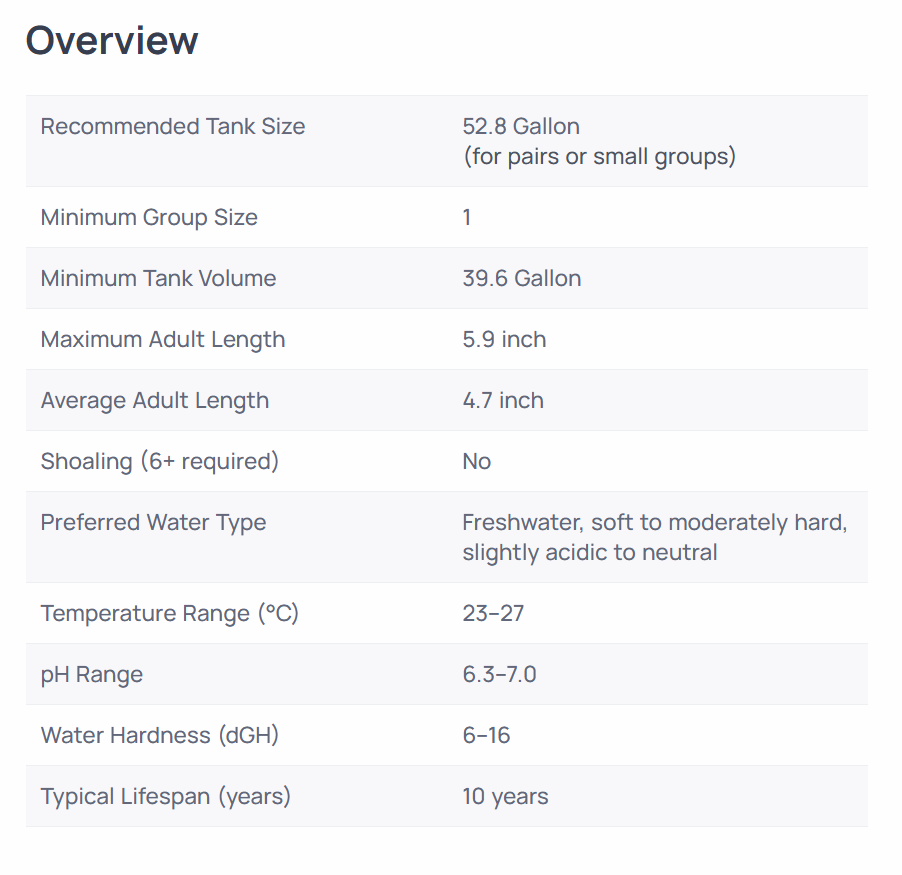 Overview
Recommended Tank Size
52.8 Gallon
(for pairs or small groups)
Minimum Group Size
1
Minimum Tank Volume
39.6 Gallon
Maximum Adult Length
5.9 inch
Average Adult Length
4.7 inch
Shoaling (6+ required)
No
Preferred Water Type
Freshwater, soft to moderately hard,
slightly acidic to neutral
Temperature Range (°C)
23–27
pH Range
6.3–7.0
Water Hardness (dGH)
6–16
Typical Lifespan (years)
10 years